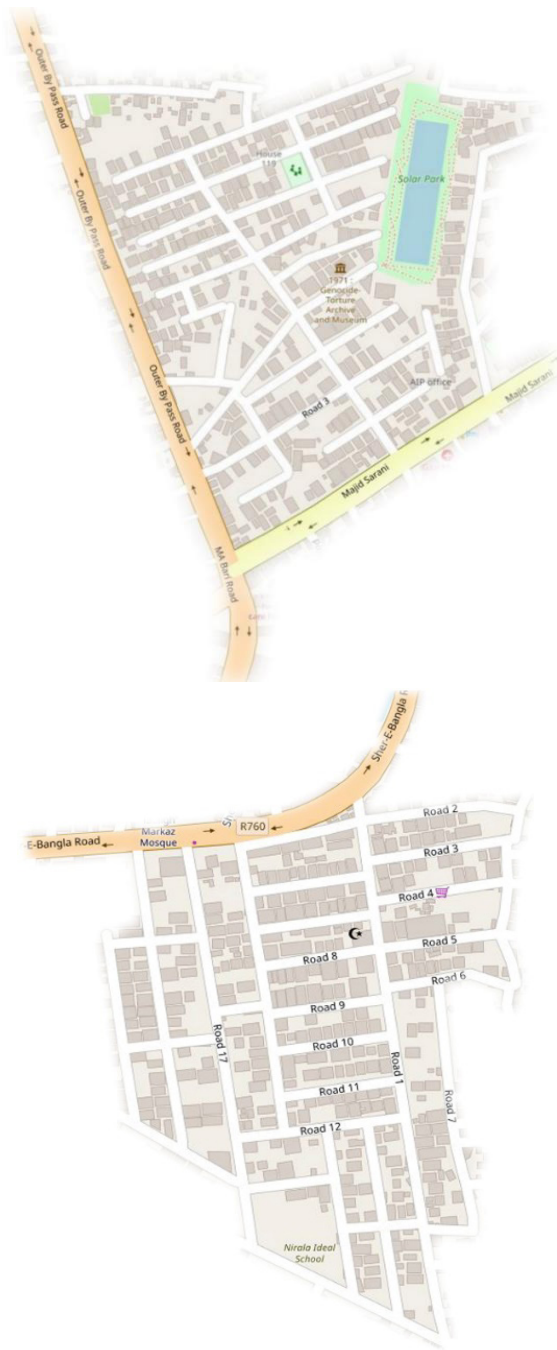 Outer By Pass Road
House
119
Solar Park
Outer By Pass Road
1971 :
Genocide-
Torture
Archive
and Museum
Outer By Pass Road
AIP office
Majid Sarani
Road 3
Majid Sarani
MA Bari Road
Sher-E-Bangla
R760
Markaz
Mosque
E-Bangla Road
Road 2
Road 3
Road 4
Road 5
Road 8
Road 6
Road 9
Road 17
Road 10
Road 1
Road 11
Road 7
Road 12
Nirala Ideal
School